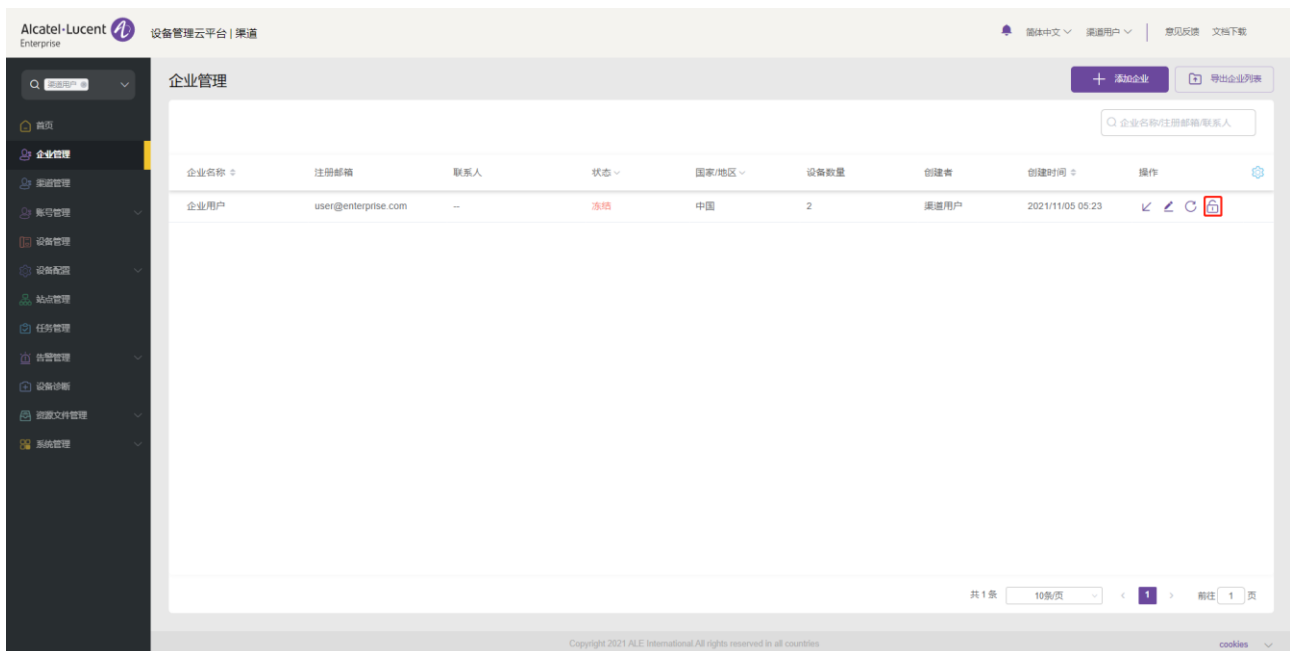 Alcatel·Lucent
Enterprise
设备管理云平台 | 渠道
简体中文
渠道用户
意见反馈
文档下载
渠道用户
首页
企业管理
渠道管理
账号管理
设备管理
设备配置
站点管理
任务管理
告警管理
设备诊断
资源文件管理
系统管理
企业管理
添加企业
导出企业列表
企业名称/注册邮箱/联系人
企业名称 注册邮箱 联系人 状态 国家/地区 设备数量 创建者 创建时间 操作
企业用户 user@enterprise.com -- 冻结 中国 2 渠道用户 2021/11/05 05:23
共 1 条 10条/页 < 1 > 前往 1 页
Copyright 2021 ALE International.All rights reserved in all countries
cookies